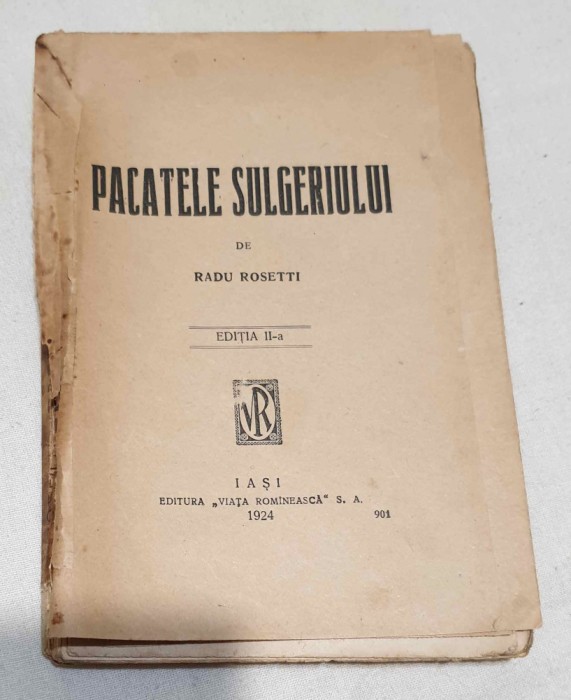 PACATELE SULGERIULUI
DE
RADU ROSETTI
EDIȚIA II-a
VR
IAȘI
EDITURA „VIAȚA ROMÎNEASCĂ“ S. A.
1924
901